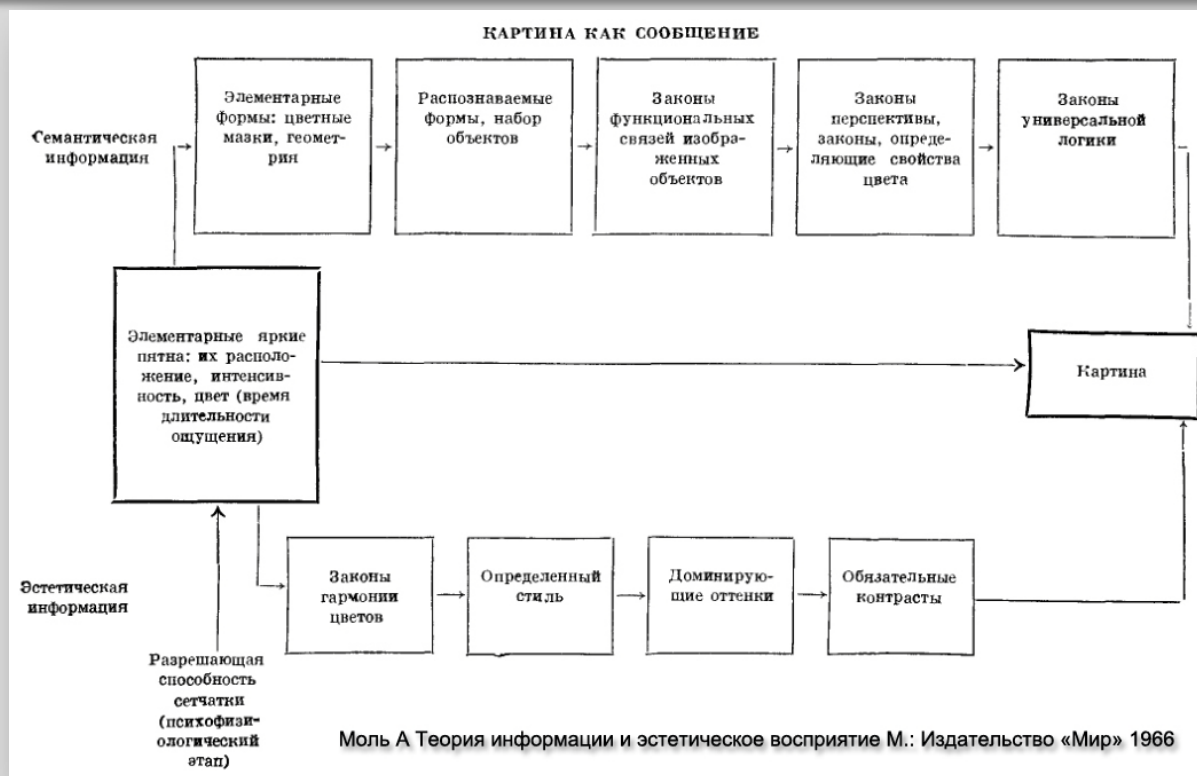 КАРТИНА КАК СООБЩЕНИЕ
Семантическая
информация
Элементарные
формы: цветные
мазки, геомет-
рия
Распознаваемые
формы, набор
объектов
Законы
функциональных
связей изобра-
женных
объектов
Законы
перспективы,
законы, опреде-
ляющие свойства
цвета
Законы
универсальной
логики
Элементарные яркие
пятна: их располо-
жение, интенсив-
ность, цвет (время
длительности
ощущения)
Картина
Эстетическая
информация
Законы
гармонии
цветов
Определенный
стиль
Доминирую-
щие оттенки
Обязательные
контрасты
Разрешающая
способность
сетчатки
(психофизи-
ологический
этап)
Моль А Теория информации и эстетическое восприятие М.: Издательство «Мир» 1966